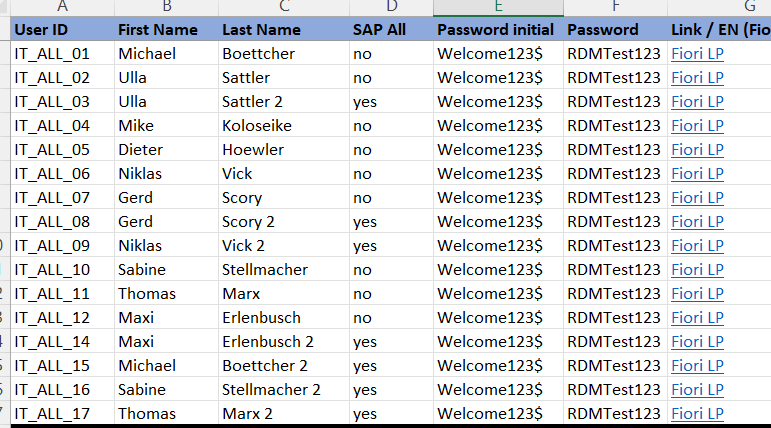 A B C D E F G
User ID First Name Last Name SAP All Password initial Password Link / EN (Fio
IT_ALL_01 Michael Boettcher no Welcome123$ RDMTest123 Fiori LP
IT_ALL_02 Ulla Sattler no Welcome123$ RDMTest123 Fiori LP
IT_ALL_03 Ulla Sattler 2 yes Welcome123$ RDMTest123 Fiori LP
IT_ALL_04 Mike Koloseike no Welcome123$ RDMTest123 Fiori LP
IT_ALL_05 Dieter Hoewler no Welcome123$ RDMTest123 Fiori LP
IT_ALL_06 Niklas Vick no Welcome123$ RDMTest123 Fiori LP
IT_ALL_07 Gerd Scory no Welcome123$ RDMTest123 Fiori LP
IT_ALL_08 Gerd Scory 2 yes Welcome123$ RDMTest123 Fiori LP
IT_ALL_09 Niklas Vick 2 yes Welcome123$ RDMTest123 Fiori LP
IT_ALL_10 Sabine Stellmacher no Welcome123$ RDMTest123 Fiori LP
IT_ALL_11 Thomas Marx no Welcome123$ RDMTest123 Fiori LP
IT_ALL_12 Maxi Erlenbusch no Welcome123$ RDMTest123 Fiori LP
IT_ALL_14 Maxi Erlenbusch 2 yes Welcome123$ RDMTest123 Fiori LP
IT_ALL_15 Michael Boettcher 2 yes Welcome123$ RDMTest123 Fiori LP
IT_ALL_16 Sabine Stellmacher 2 yes Welcome123$ RDMTest123 Fiori LP
IT_ALL_17 Thomas Marx 2 yes Welcome123$ RDMTest123 Fiori LP